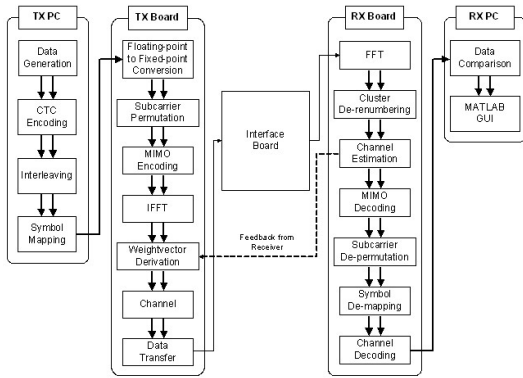 TX PC
Data
Generation
CTC
Encoding
Interleaving
Symbol
Mapping
TX Board
Floating-point
to Fixed-point
Conversion
Subcarrier
Permutation
MIMO
Encoding
IFFT
Weightvector
Derivation
Channel
Data
Transfer
Interface
Board
Feedback from
Receiver
RX Board
FFT
Cluster
De-renumbering
Channel
Estimation
MIMO
Decoding
Subcarrier
De-permutation
Symbol
De-mapping
Channel
Decoding
RX PC
Data
Comparison
MATLAB
GUI